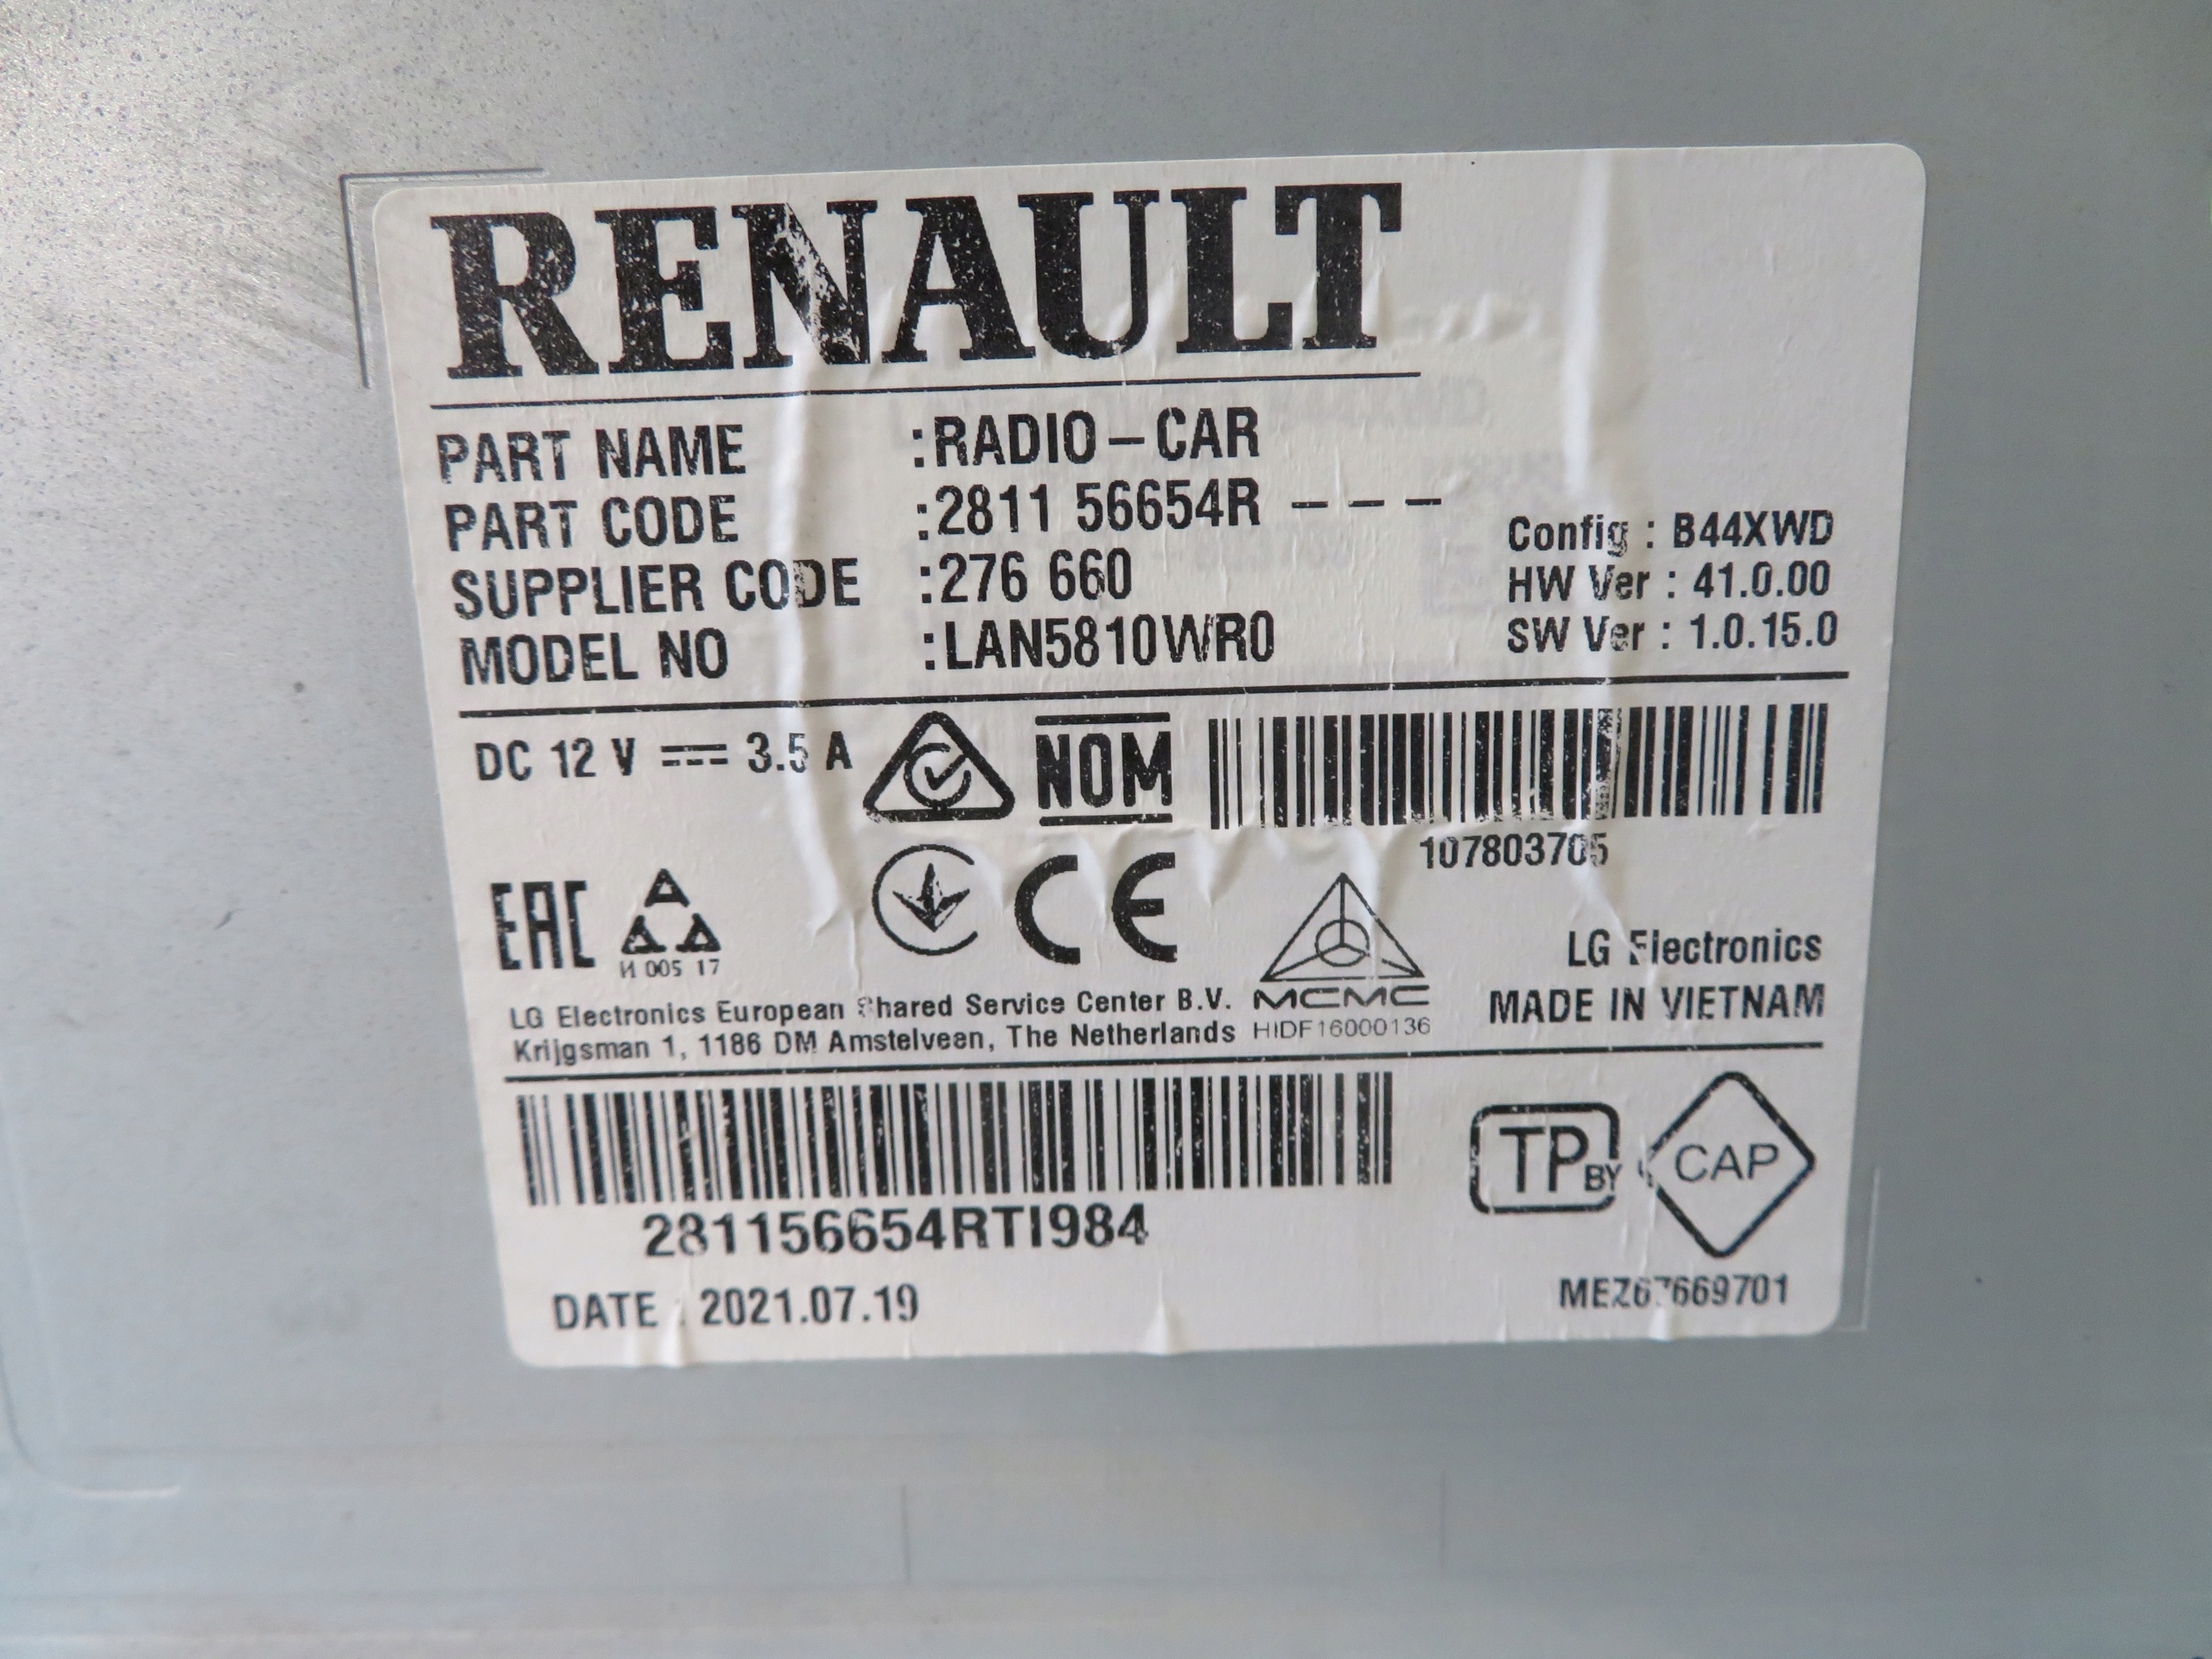 RENAULT
PART NAME :RADIO-CAR
PART CODE :2811 56654R ---
SUPPLIER CODE :276 660
MODEL NO :LAN5810WR0
Config : B44XWD
HW Ver : 41.0.00
SW Ver : 1.0.15.0
DC 12 V ⎓ 3.5 A
NOM
107803705
EAC
И 005 17
CE
MCMC
HIDF16000136
LG Electronics
MADE IN VIETNAM
LG Electronics European Shared Service Center B.V.
Krijgsman 1, 1186 DM Amstelveen, The Netherlands
281156654RTI984
TP BY
CAP
DATE : 2021.07.19
MEZ67669701